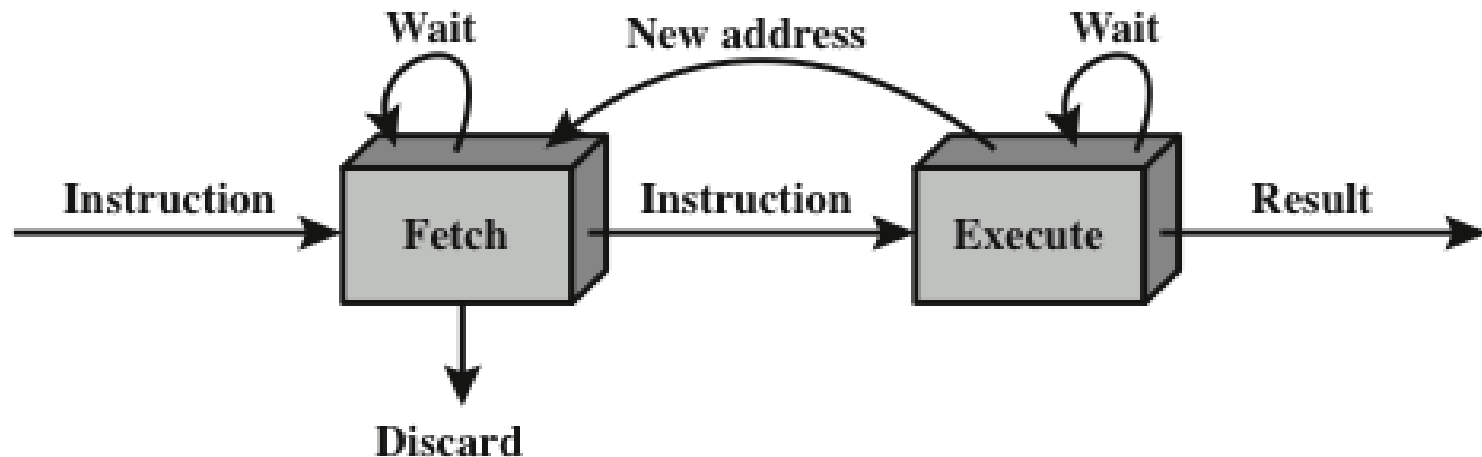 Wait
New address
Wait
Instruction
Fetch
Instruction
Execute
Result
Discard